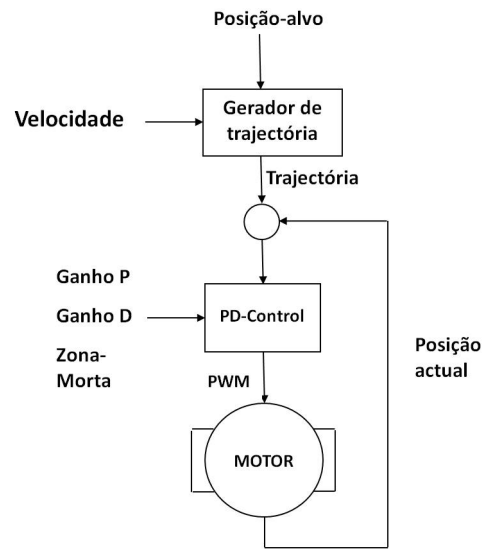 Posição-alvo
Velocidade
Gerador de
trajectória
Trajectória
Ganho P
Ganho D
Zona-
Morta
PD-Control
Posição
actual
PWM
MOTOR